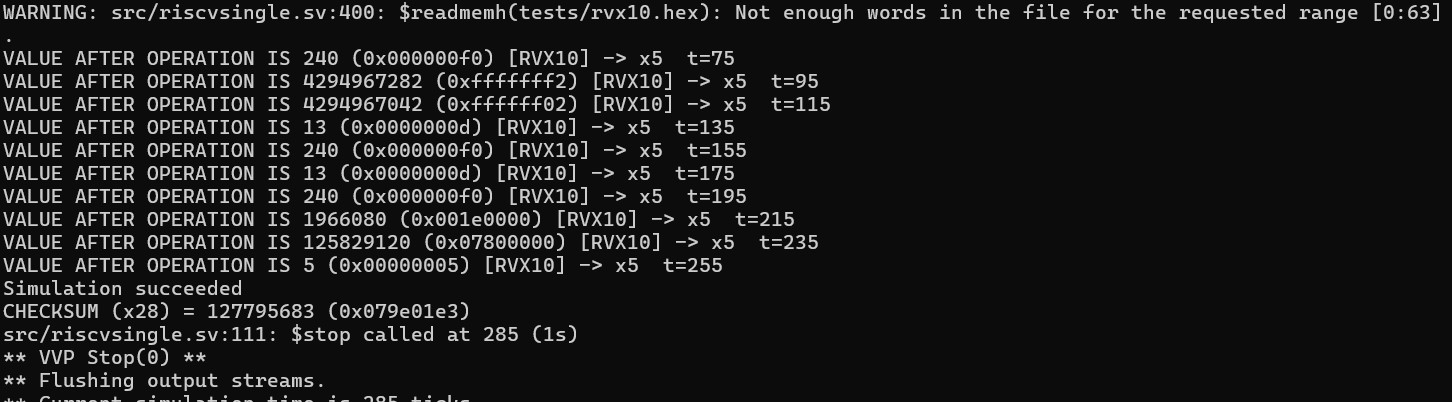 WARNING: src/riscvsingle.sv:400: $readmemh(tests/rvx10.hex): Not enough words in the file for the requested range [0:63]
.
VALUE AFTER OPERATION IS 240 (0x000000f0) [RVX10] -> x5  t=75
VALUE AFTER OPERATION IS 4294967282 (0xfffffff2) [RVX10] -> x5  t=95
VALUE AFTER OPERATION IS 4294967042 (0xffffff02) [RVX10] -> x5  t=115
VALUE AFTER OPERATION IS 13 (0x0000000d) [RVX10] -> x5  t=135
VALUE AFTER OPERATION IS 240 (0x000000f0) [RVX10] -> x5  t=155
VALUE AFTER OPERATION IS 13 (0x0000000d) [RVX10] -> x5  t=175
VALUE AFTER OPERATION IS 240 (0x000000f0) [RVX10] -> x5  t=195
VALUE AFTER OPERATION IS 1966080 (0x001e0000) [RVX10] -> x5  t=215
VALUE AFTER OPERATION IS 125829120 (0x07800000) [RVX10] -> x5  t=235
VALUE AFTER OPERATION IS 5 (0x00000005) [RVX10] -> x5  t=255
Simulation succeeded
CHECKSUM (x28) = 127795683 (0x079e01e3)
src/riscvsingle.sv:111: $stop called at 285 (1s)
** VVP Stop(0) **
** Flushing output streams.
** Current simulation time is 285 ticks